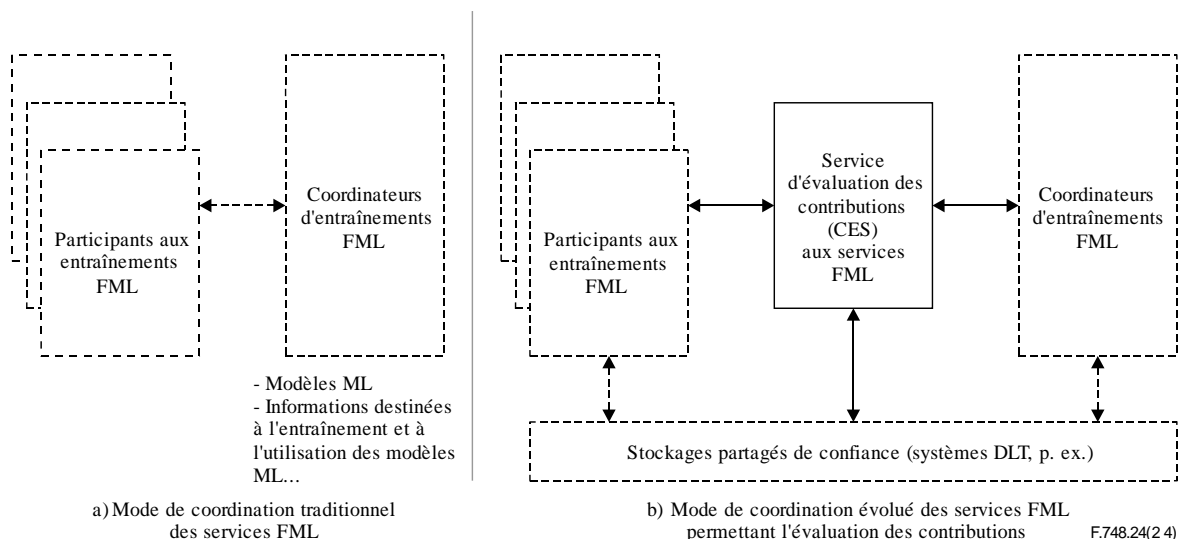 Participants aux
entraînements
FML
Coordinateurs
d'entraînements
FML
- Modèles ML
- Informations destinées
à l'entraînement et à
l'utilisation des modèles
ML...
a) Mode de coordination traditionnel
des services FML
Participants aux
entraînements
FML
Service
d'évaluation des
contributions
(CES)
aux services
FML
Coordinateurs
d'entraînements
FML
Stockages partagés de confiance (systèmes DLT, p. ex.)
b) Mode de coordination évolué des services FML
permettant l'évaluation des contributions
F.748.24(2 4)